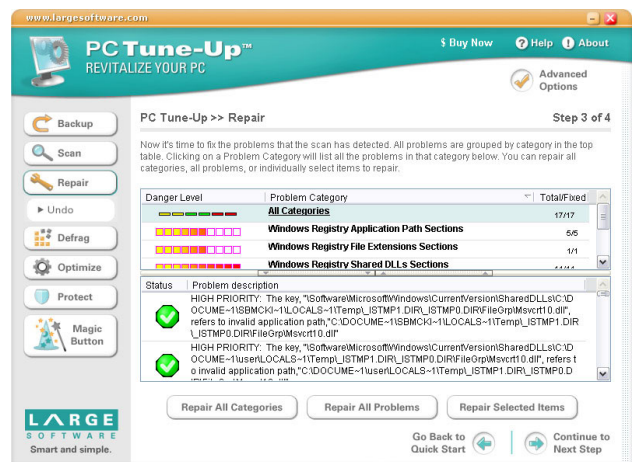 www.largesoftware.com
PC Tune-Up™
REVITALIZE YOUR PC
$ Buy Now
? Help
! About
Advanced
Options
Backup
Scan
Repair
Undo
Defrag
Optimize
Protect
Magic
Button
LARGE
SOFTWARE
Smart and simple.
PC Tune-Up >> Repair
Step 3 of 4
Now it's time to fix the problems that the scan has detected. All problems are grouped by category in the top
table. Clicking on a Problem Category will list all the problems in that category below. You can repair all
categories, all problems, or individually select items to repair.
Danger Level Problem Category Total/Fixed
All Categories 17/17
Windows Registry Application Path Sections 5/5
Windows Registry File Extensions Sections 1/1
Windows Registry Shared DLLs Sections 11/11
Status Problem description
HIGH PRIORITY: The key, "\Software\Microsoft\Windows\CurrentVersion\SharedDLLs\C:\D
OCUME~1\SBMCKI~1\LOCALS~1\Temp\_ISTMP1.DIR\_ISTMP0.DIR\FileGrp\Msvcrt10.dll",
refers to invalid application path,"C:\DOCUME~1\SBMCKI~1\LOCALS~1\Temp\_ISTMP1.DIR
\_ISTMP0.DIR\FileGrp\Msvcrt10.dll"
HIGH PRIORITY: The key, "\Software\Microsoft\Windows\CurrentVersion\SharedDLLs\C:\D
OCUME~1\user\LOCALS~1\Temp\_ISTMP1.DIR\_ISTMP0.DIR\FileGrp\Msvcrt10.dll", refers t
o invalid application path,"C:\DOCUME~1\user\LOCALS~1\Temp\_ISTMP1.DIR\_ISTMP0.D
Repair All Categories
Repair All Problems
Repair Selected Items
Go Back to
Quick Start
Continue to
Next Step